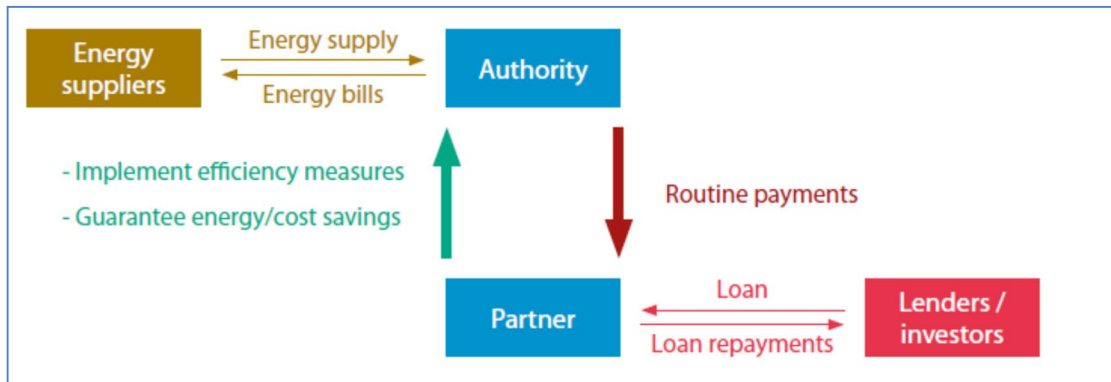 Energy
suppliers
Energy supply
Energy bills
Authority
- Implement efficiency measures
- Guarantee energy/cost savings
Routine payments
Partner
Loan
Loan repayments
Lenders /
investors